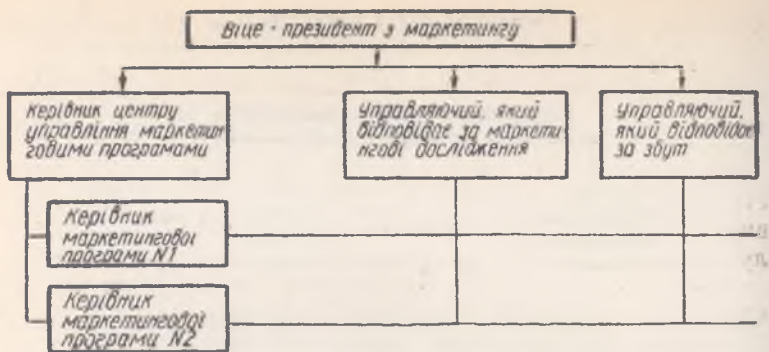 Віце - президент з маркетингу
Керівник центру
управління маркетин
говими програмами
Управляючий, який
відповідає за маркети
нгові дослідження
Управляючий,
який відповідає
за збут
Керівник
маркетингової
програми N1
Керівник
маркетингової
програми N2